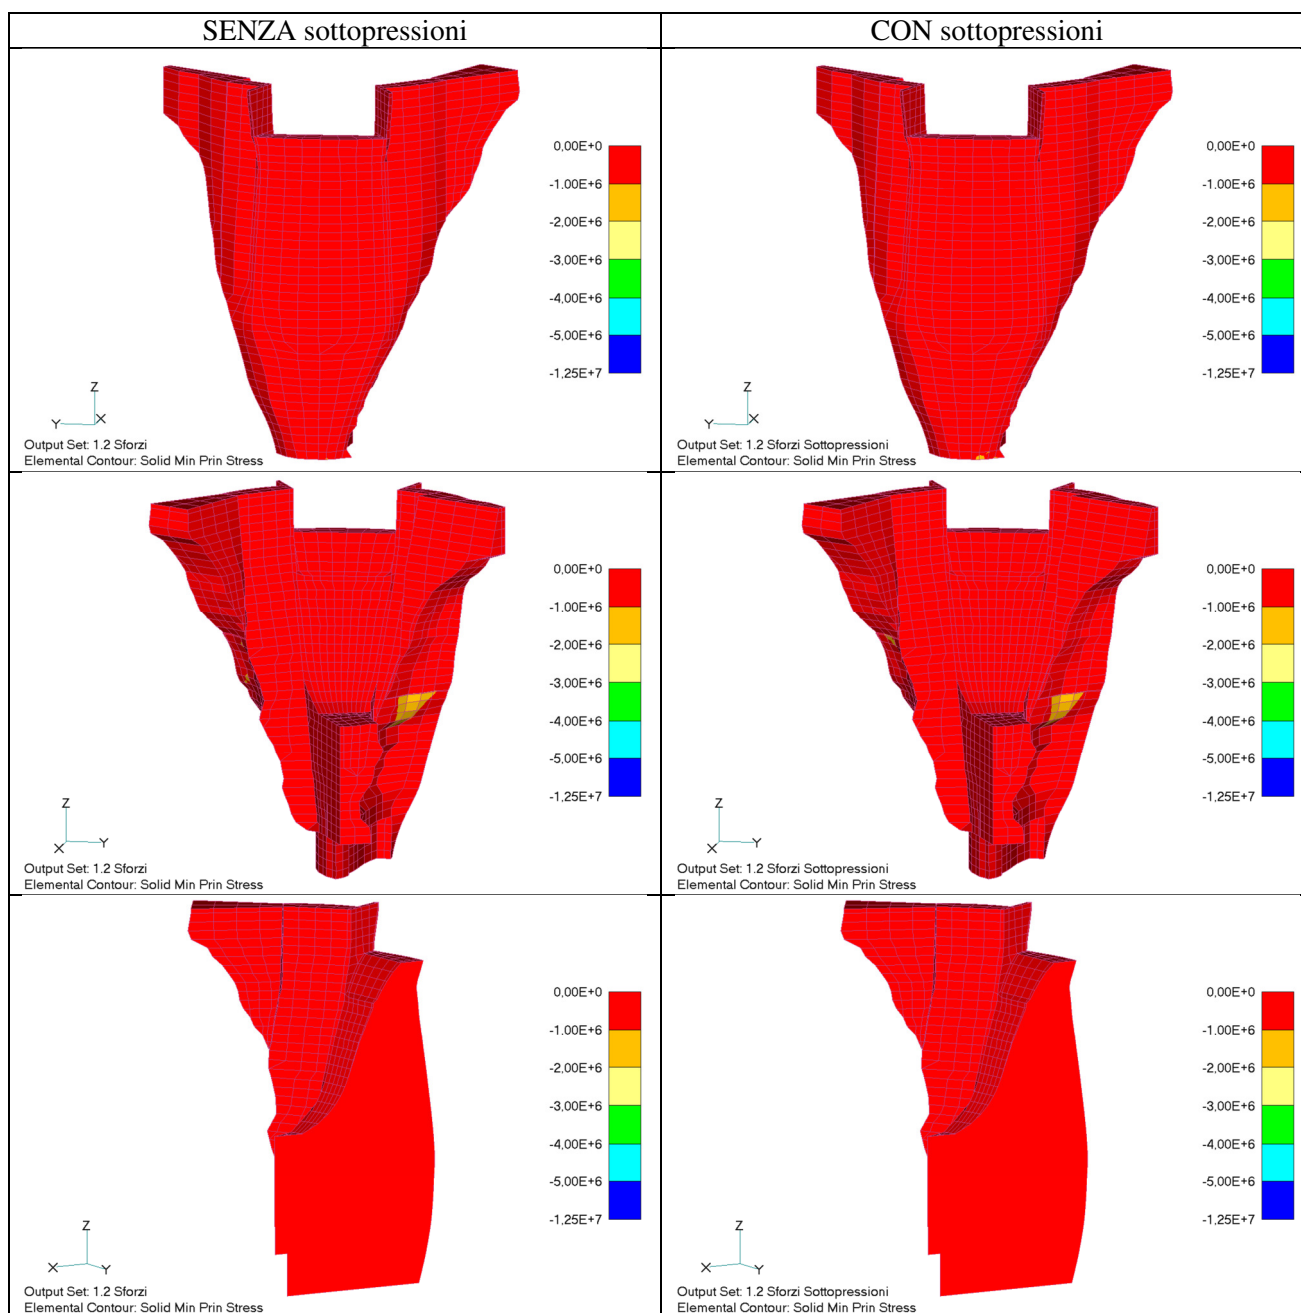 SENZA sottopressioni
CON sottopressioni
0,00E+0
-1.00E+6
-2,00E+6
-3,00E+6
-4,00E+6
-5,00E+6
-1,25E+7
Z
Y
X
Output Set: 1.2 Sforzi
Elemental Contour: Solid Min Prin Stress
0,00E+0
-1.00E+6
-2,00E+6
-3,00E+6
-4,00E+6
-5,00E+6
-1,25E+7
Z
Y
X
Output Set: 1.2 Sforzi Sottopressioni
Elemental Contour: Solid Min Prin Stress
0,00E+0
-1.00E+6
-2,00E+6
-3,00E+6
-4,00E+6
-5,00E+6
-1,25E+7
Z
X
Y
Output Set: 1.2 Sforzi
Elemental Contour: Solid Min Prin Stress
0,00E+0
-1.00E+6
-2,00E+6
-3,00E+6
-4,00E+6
-5,00E+6
-1,25E+7
Z
X
Y
Output Set: 1.2 Sforzi Sottopressioni
Elemental Contour: Solid Min Prin Stress
0,00E+0
-1.00E+6
-2,00E+6
-3,00E+6
-4,00E+6
-5,00E+6
-1,25E+7
Z
X
Y
Output Set: 1.2 Sforzi
Elemental Contour: Solid Min Prin Stress
0,00E+0
-1.00E+6
-2,00E+6
-3,00E+6
-4,00E+6
-5,00E+6
-1,25E+7
Z
X
Y
Output Set: 1.2 Sforzi Sottopressioni
Elemental Contour: Solid Min Prin Stress